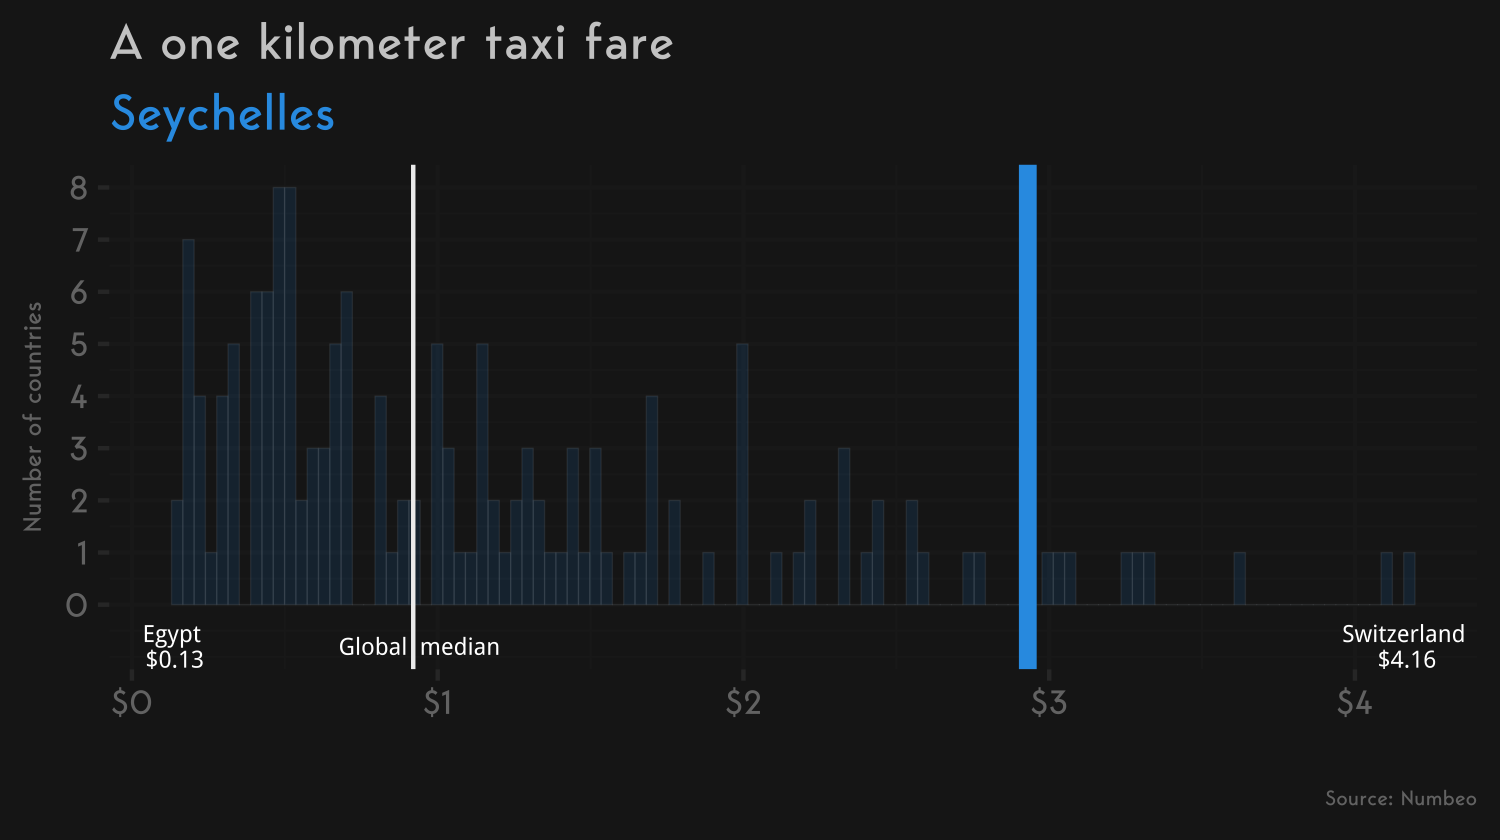 A one kilometer taxi fare
Seychelles
Number of countries
8
7
6
5
4
3
2
1
0
Egypt
$0.13
Global median
Switzerland
$4.16
$0 $1 $2 $3 $4
Source: Numbeo